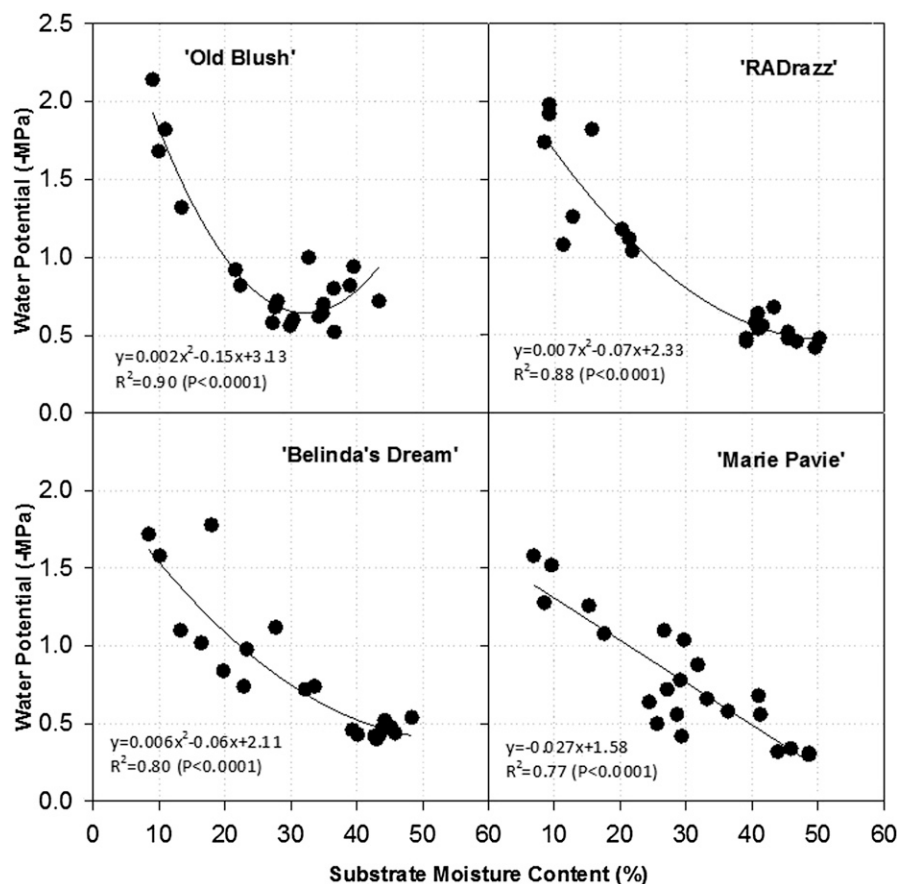 2.5
2.0
1.5
1.0
0.5
0.0
Water Potential (-MPa)
'Old Blush'
y=0.002x²-0.15x+3.13
R²=0.90 (P<0.0001)
'RADrazz'
y=0.007x²-0.07x+2.33
R²=0.88 (P<0.0001)
2.0
1.5
1.0
0.5
0.0
Water Potential (-MPa)
'Belinda's Dream'
y=0.006x²-0.06x+2.11
R²=0.80 (P<0.0001)
'Marie Pavie'
y=-0.027x+1.58
R²=0.77 (P<0.0001)
0 10 20 30 40 50 60 10 20 30 40 50 60
Substrate Moisture Content (%)